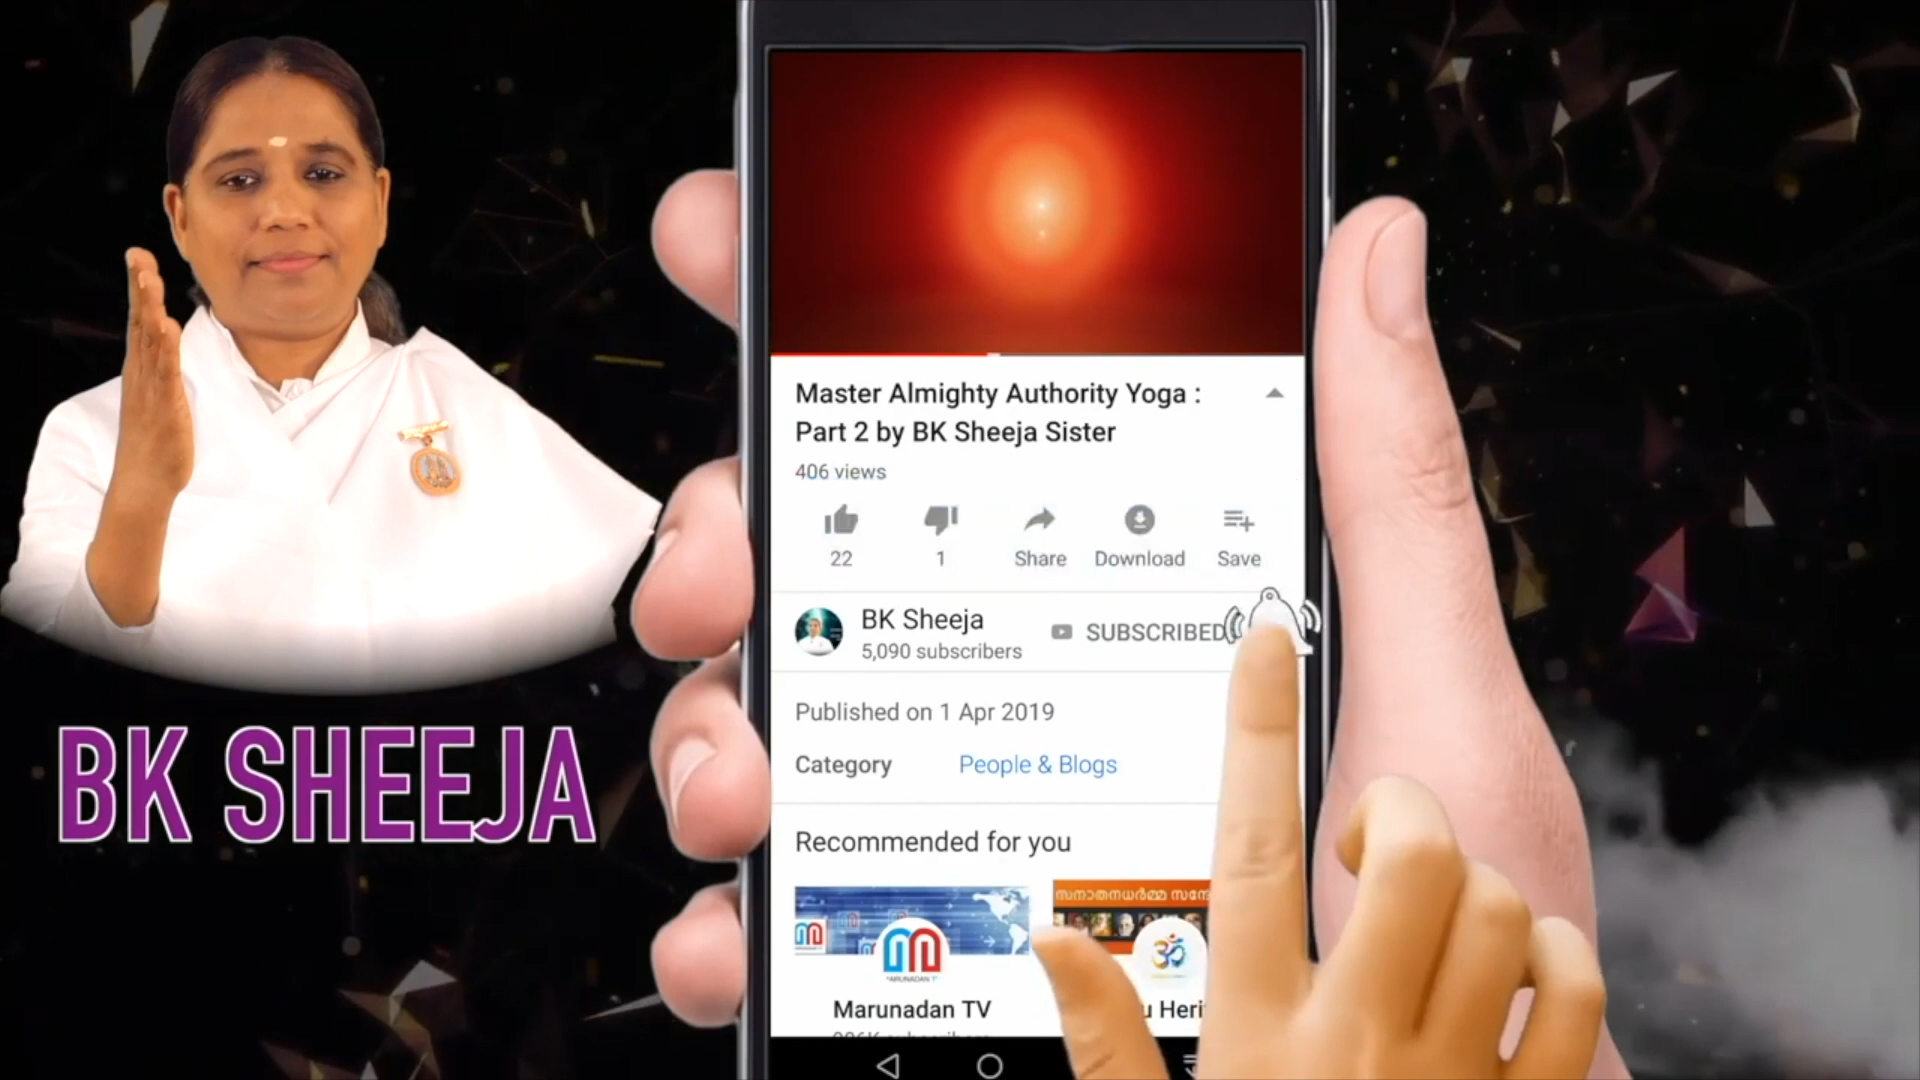 BK SHEEJA
Master Almighty Authority Yoga :
Part 2 by BK Sheeja Sister
406 views
22
1
Share
Download
Save
BK Sheeja
5,090 subscribers
SUBSCRIBED
Published on 1 Apr 2019
Category
People & Blogs
Recommended for you
സനാതനധർമ്മ
ॐ
Marunadan TV